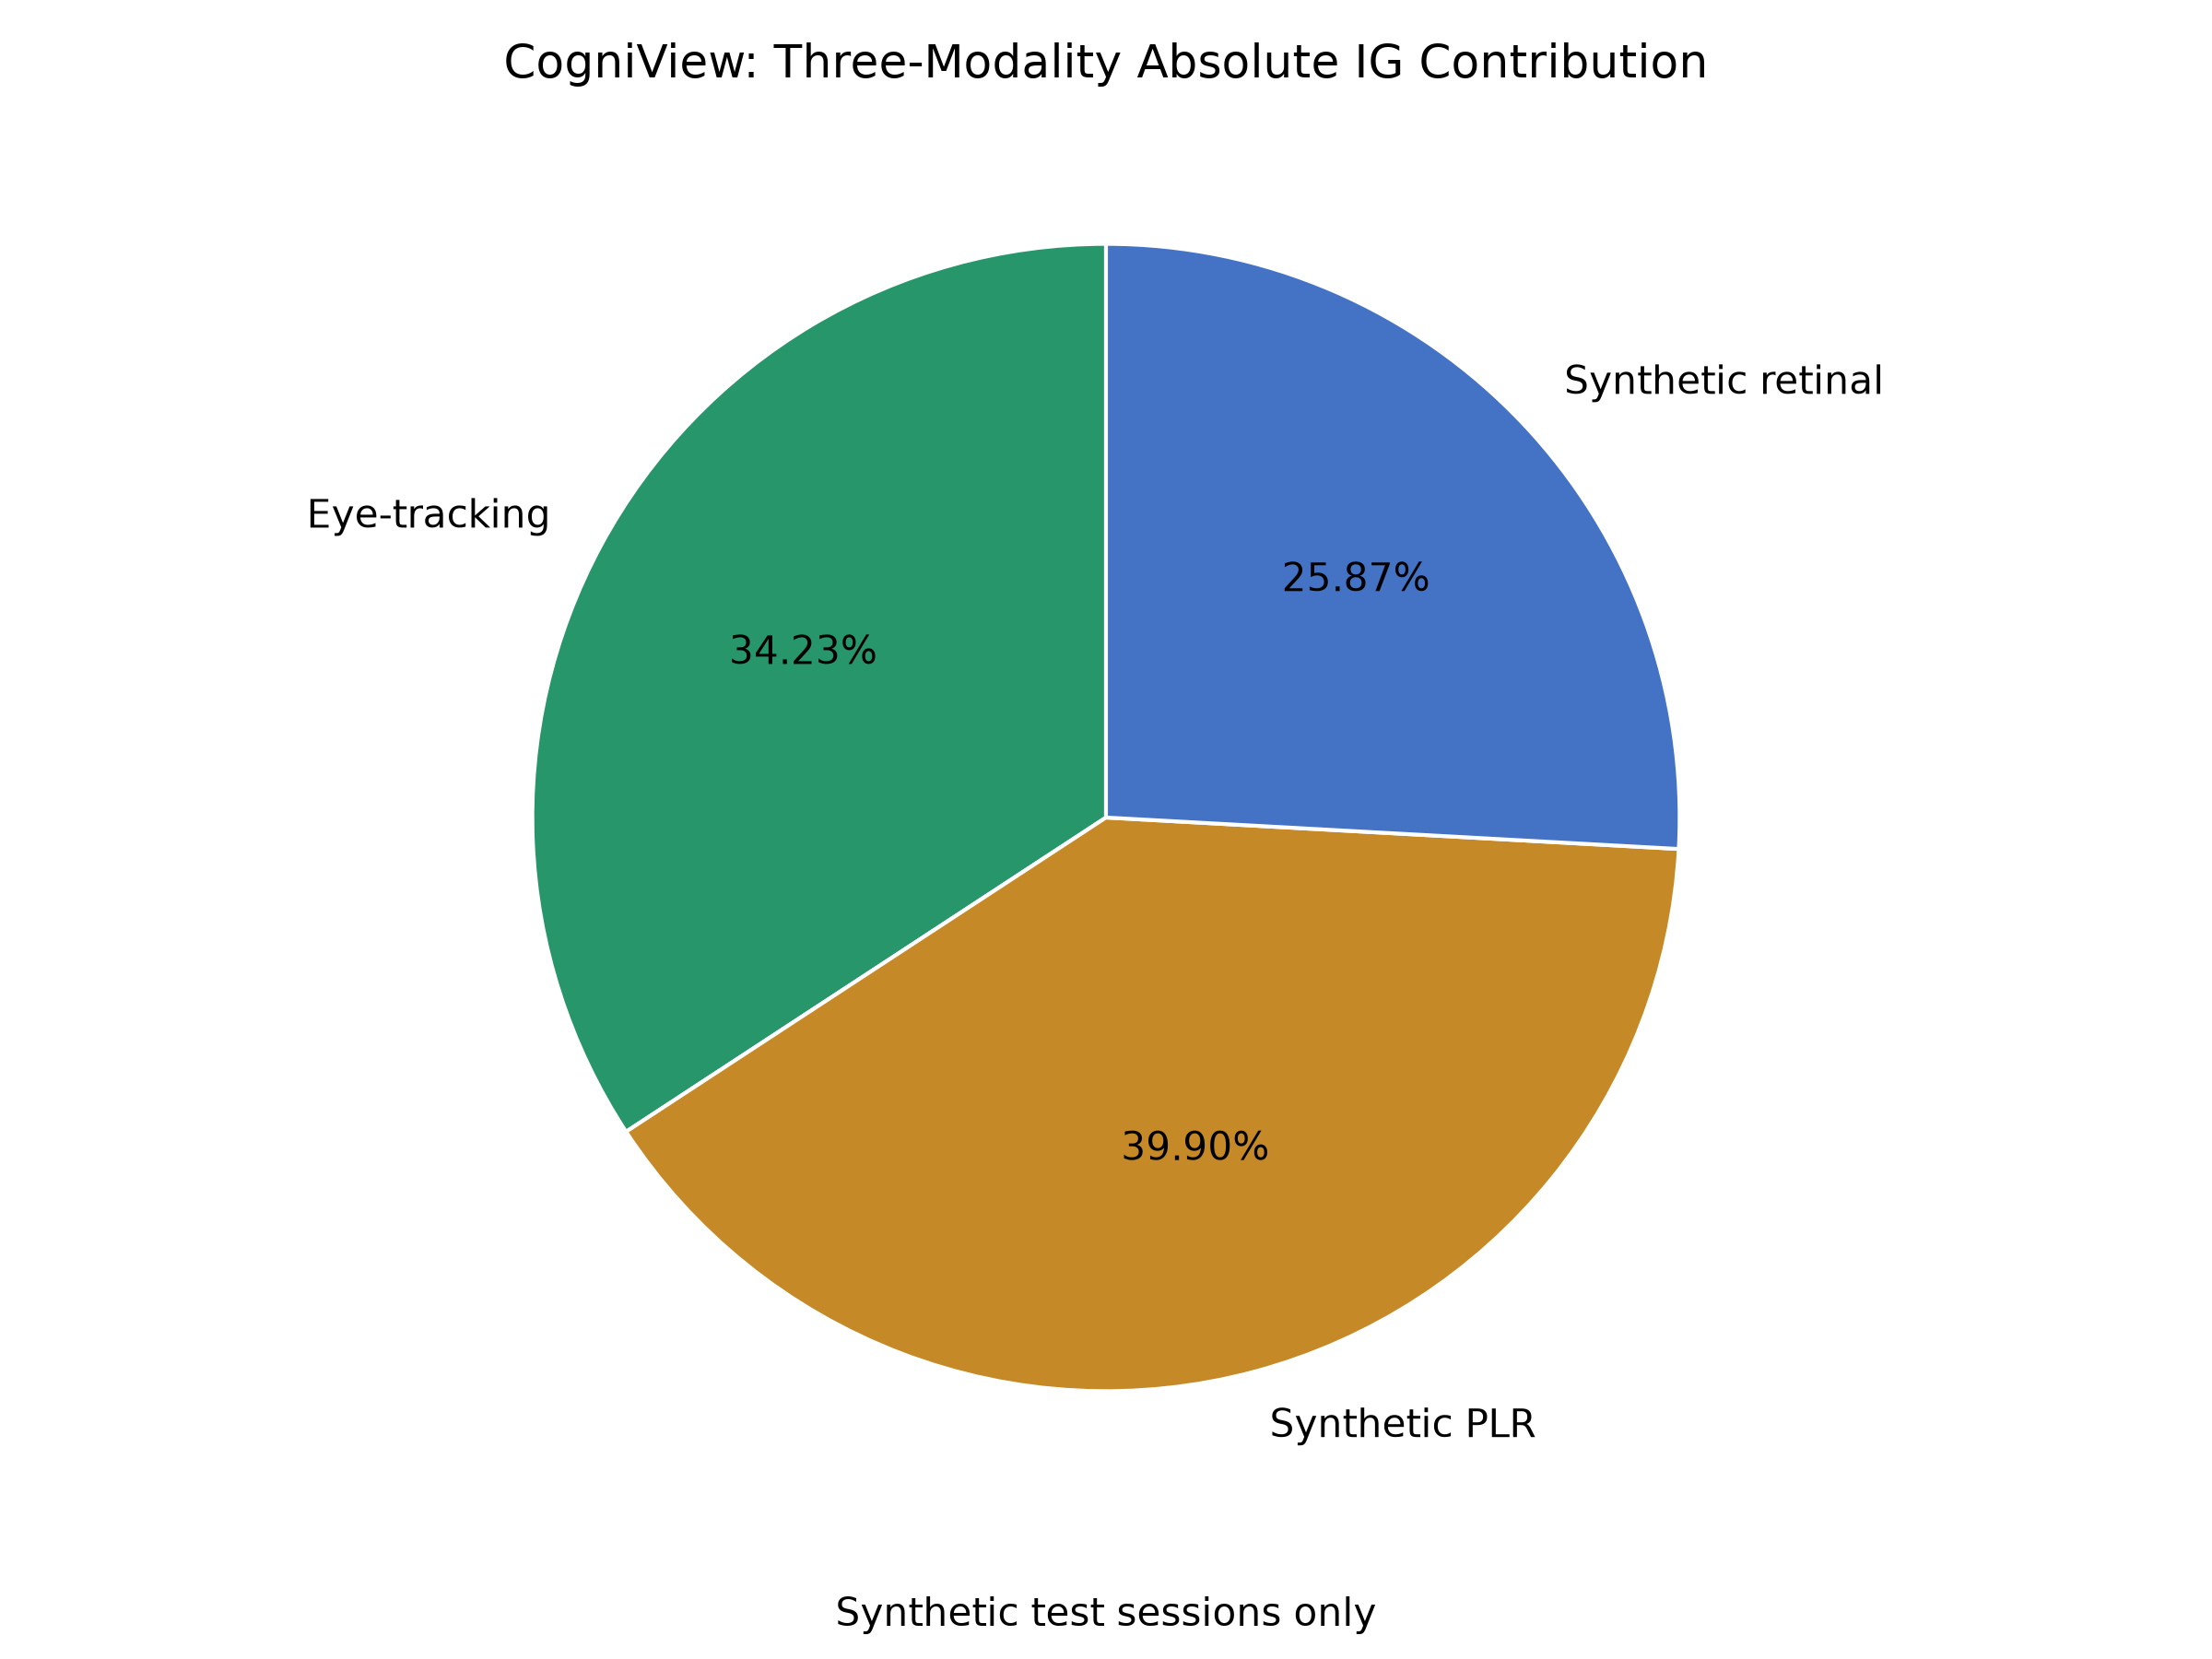 CogniView: Three-Modality Absolute IG Contribution
Synthetic retinal
25.87%
Eye-tracking
34.23%
39.90%
Synthetic PLR
Synthetic test sessions only